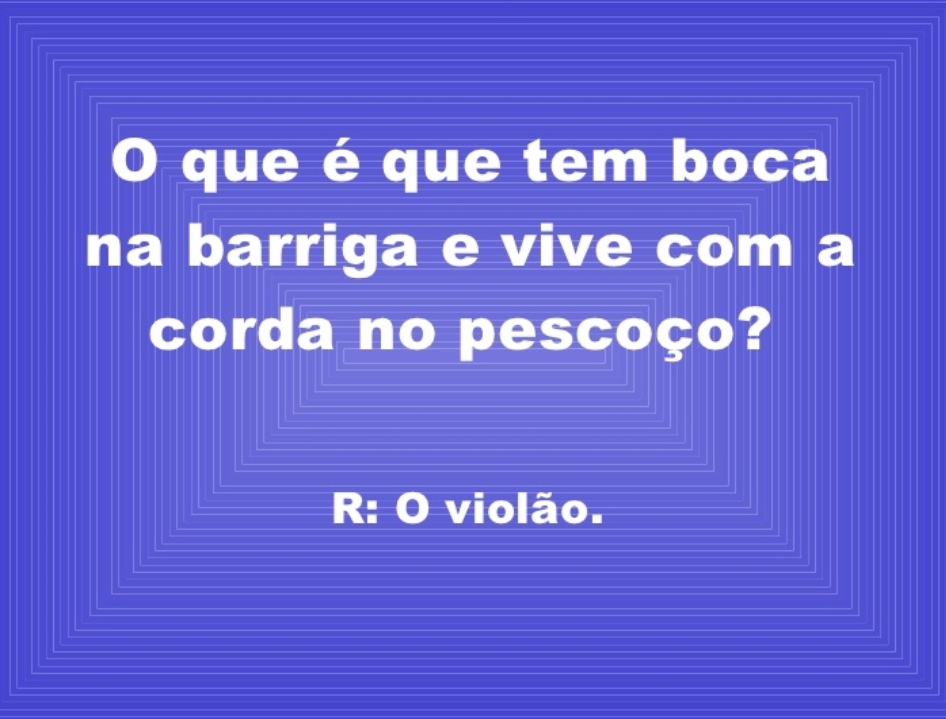 O que é que tem boca
na barriga e vive com a
corda no pescoço?
R: O violão.